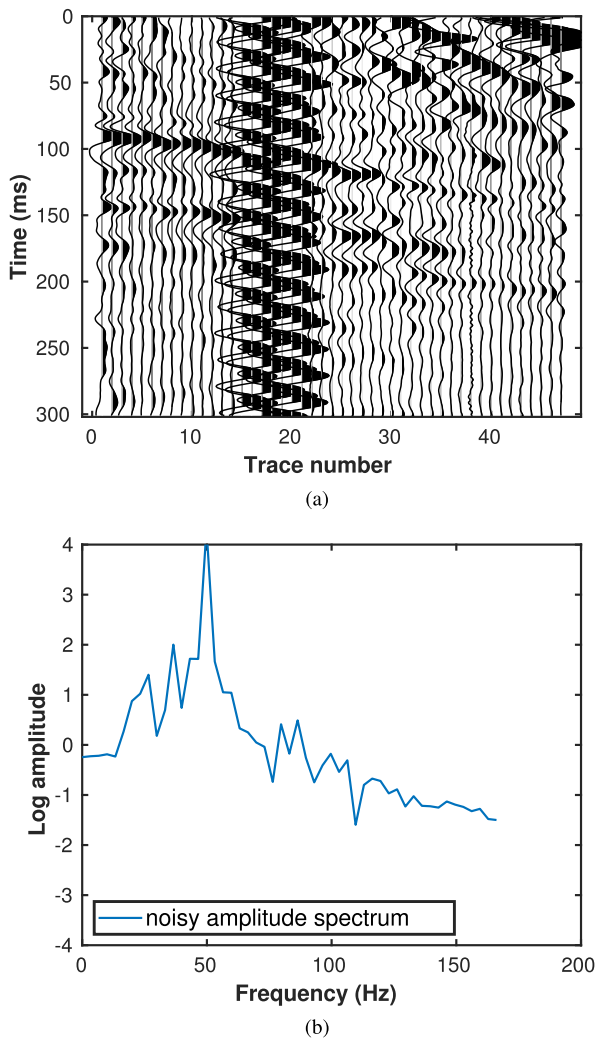 0
50
100
150
200
250
300
Time (ms)
0 10 20 30 40
Trace number
(a)
4
3
2
1
0
-1
-2
-3
-4
Log amplitude
noisy amplitude spectrum
0 50 100 150 200
Frequency (Hz)
(b)